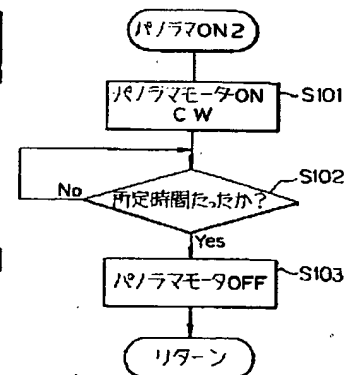 パノラマON2
パノラマモータON
CW
S101
所定時間たったか?
S102
No
Yes
パノラマモータOFF
S103
リターン